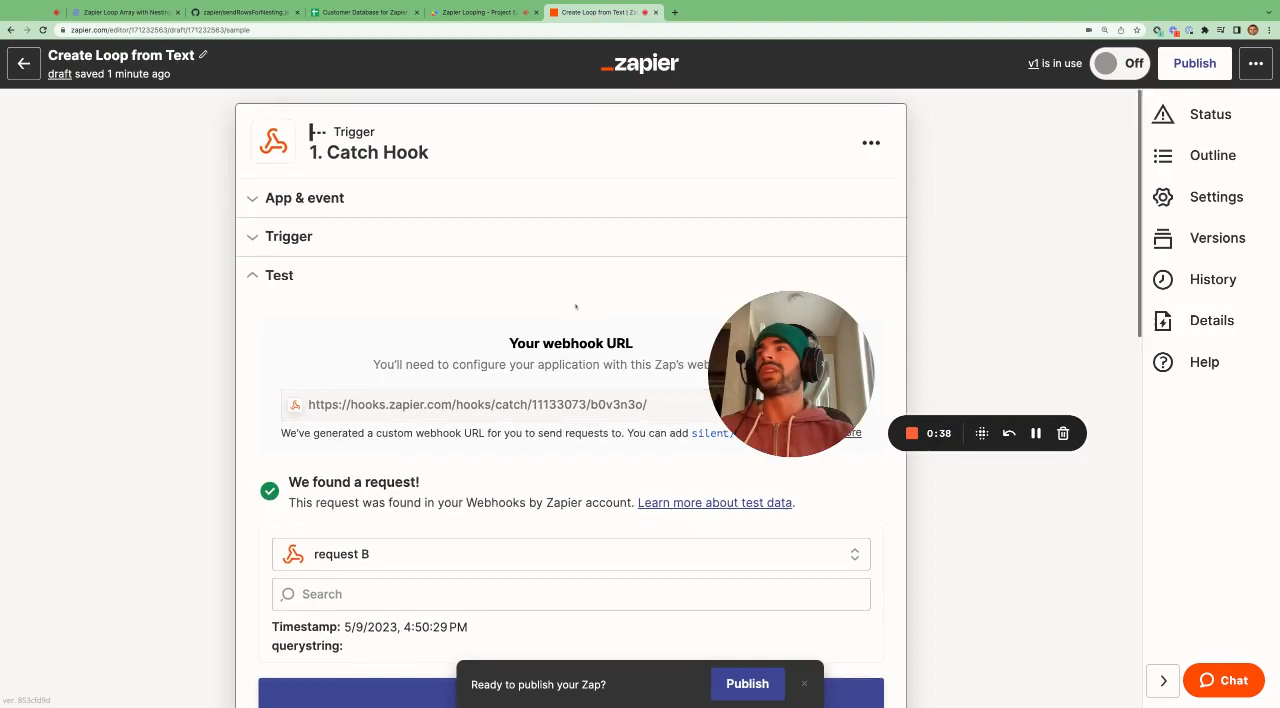 Zapier Loop Array with Nesting
zapier/sendRowsForNesting.js
Customer Database for Zapier
Zapier Looping - Project E
Create Loop from Text | Za
zapier.com/editor/171232563/draft/171232563/sample
Create Loop from Text
draft saved 1 minute ago
_zapier
v1 is in use
Off
Publish
Trigger
1. Catch Hook
App & event
Trigger
Test
Your webhook URL
You'll need to configure your application with this Zap's web
https://hooks.zapier.com/hooks/catch/11133073/b0v3n3o/
We've generated a custom webhook URL for you to send requests to. You can add silent/
We found a request!
This request was found in your Webhooks by Zapier account. Learn more about test data.
request B
Search
Timestamp: 5/9/2023, 4:50:29 PM
querystring:
Ready to publish your Zap?
Publish
0:38
Status
Outline
Settings
Versions
History
Details
Help
Chat
ver. 853cfd9d